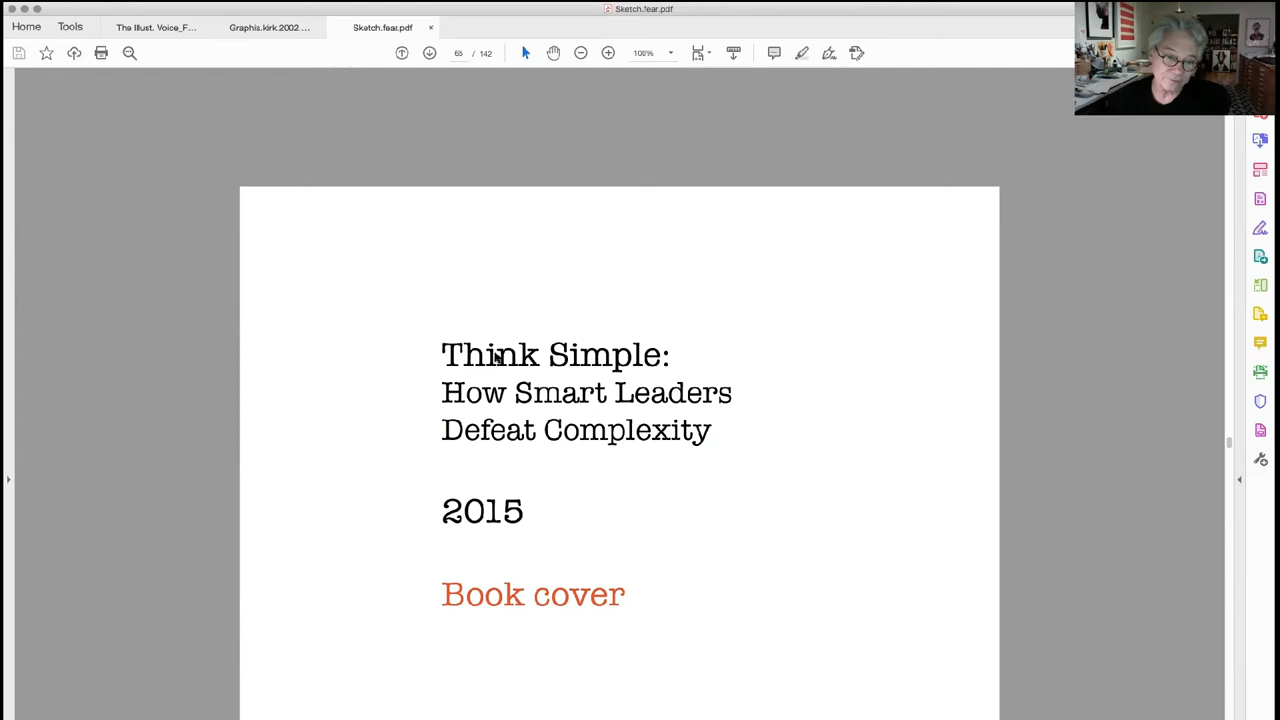 Sketch.fear.pdf
Home Tools The Illust. Voice_F... Graphis.kirk.2002.... Sketch.fear.pdf ×
65 / 142 100%
Think Simple:
How Smart Leaders
Defeat Complexity
2015
Book cover